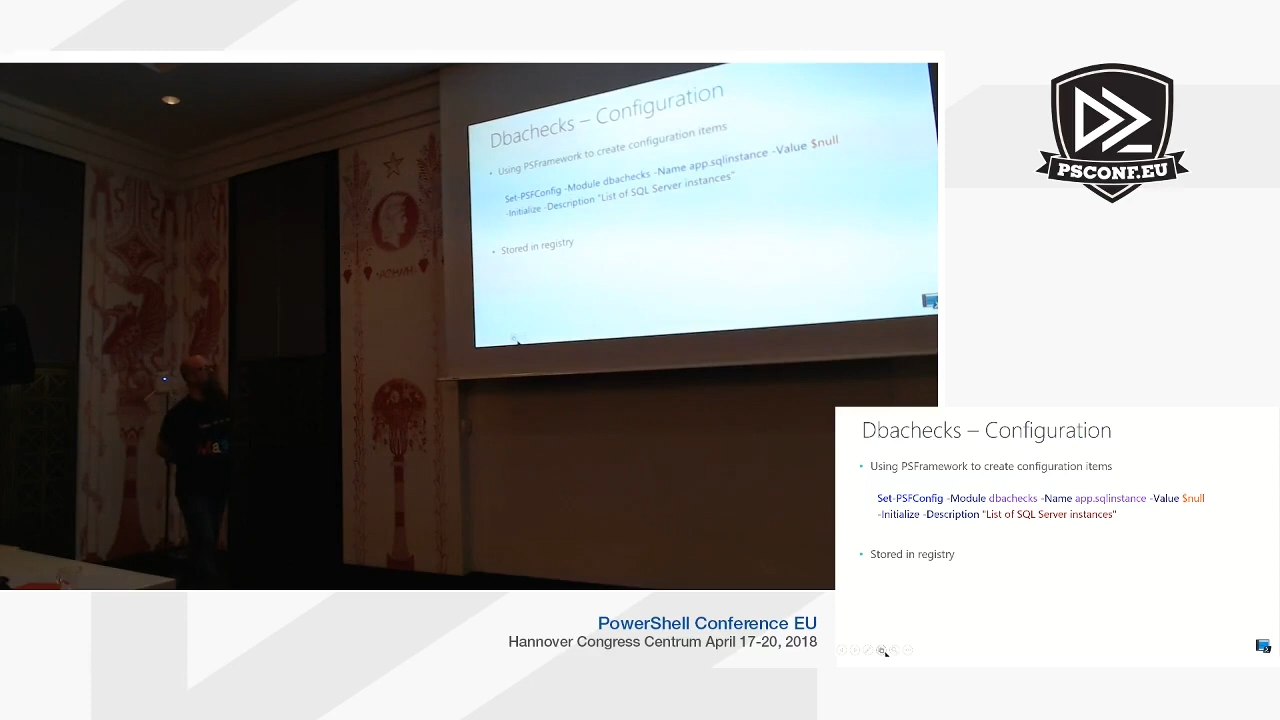 Dbachecks – Configuration
• Using PSFramework to create configuration items
Set-PSFConfig -Module dbachecks -Name app.sqlinstance -Value $null
-Initialize -Description "List of SQL Server instances"
• Stored in registry
PSCONF.EU
Dbachecks – Configuration
• Using PSFramework to create configuration items
Set-PSFConfig -Module dbachecks -Name app.sqlinstance -Value $null
-Initialize -Description "List of SQL Server instances"
• Stored in registry
PowerShell Conference EU
Hannover Congress Centrum April 17-20, 2018